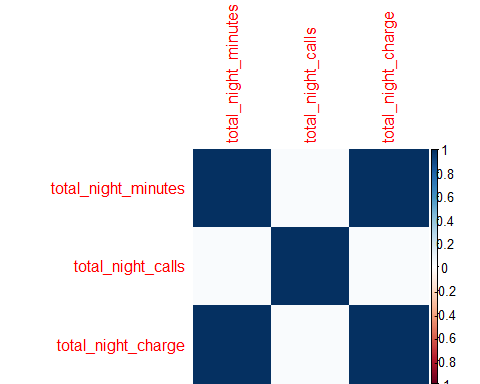 total_night_minutes
total_night_calls
total_night_charge
total_night_minutes
total_night_calls
total_night_charge
1
0.8
0.6
0.4
0.2
0
-0.2
-0.4
-0.6
-0.8
-1